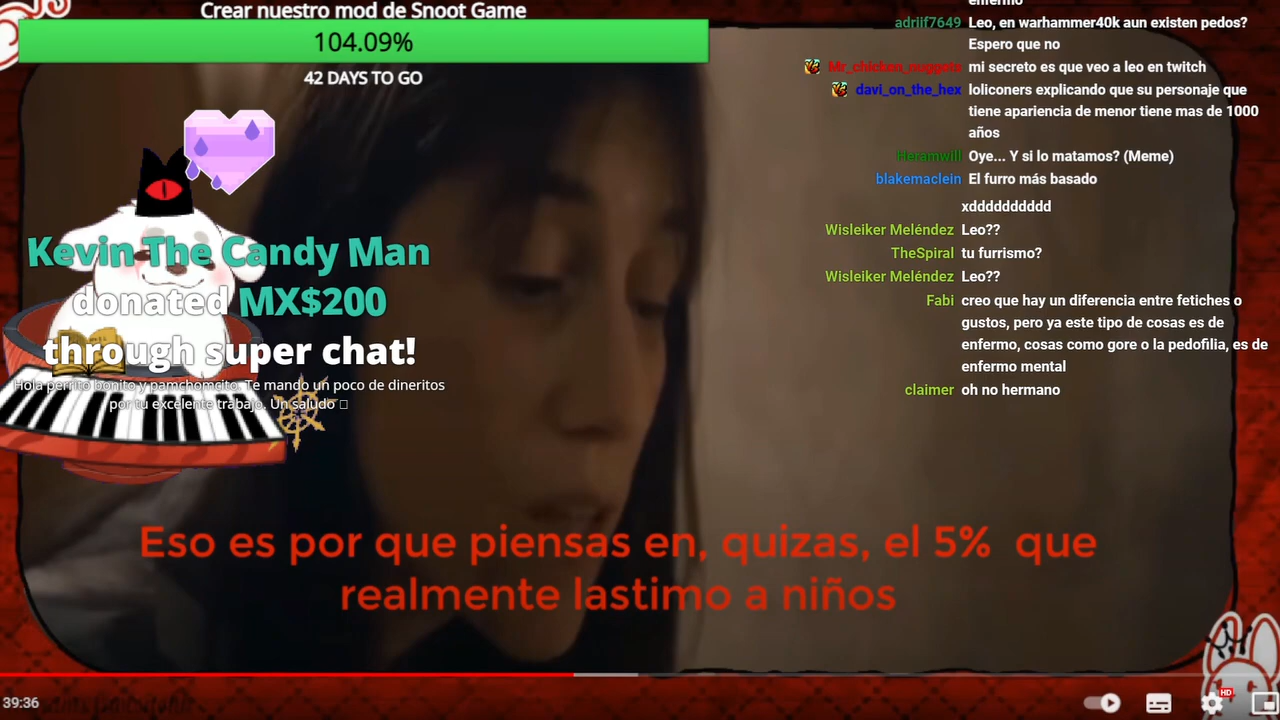 Crear nuestro mod de Snoot Game
104.09%
42 DAYS TO GO
Kevin The Candy Man
donated MX$200
through super chat!
Hola perrito bonito y pamchomcito. Te mando un poco de dineritos
por tu excelente trabajo. Un saludo
enfermo
adriif7649 Leo, en warhammer40k aun existen pedos?
Espero que no
mi secreto es que veo a leo en twitch
davi_on_the_hex loliconers explicando que su personaje que
tiene apariencia de menor tiene mas de 1000
años
Heramwill Oye... Y si lo matamos? (Meme)
blakemaclein El furro más basado
xdddddddddd
Wisleiker Meléndez Leo??
TheSpiral tu furrismo?
Wisleiker Meléndez Leo??
Fabi creo que hay un diferencia entre fetiches o
gustos, pero ya este tipo de cosas es de
enfermo, cosas como gore o la pedofilia, es de
enfermo mental
claimer oh no hermano
Eso es por que piensas en, quizas, el 5% que
realmente lastimo a niños
39:36
HD